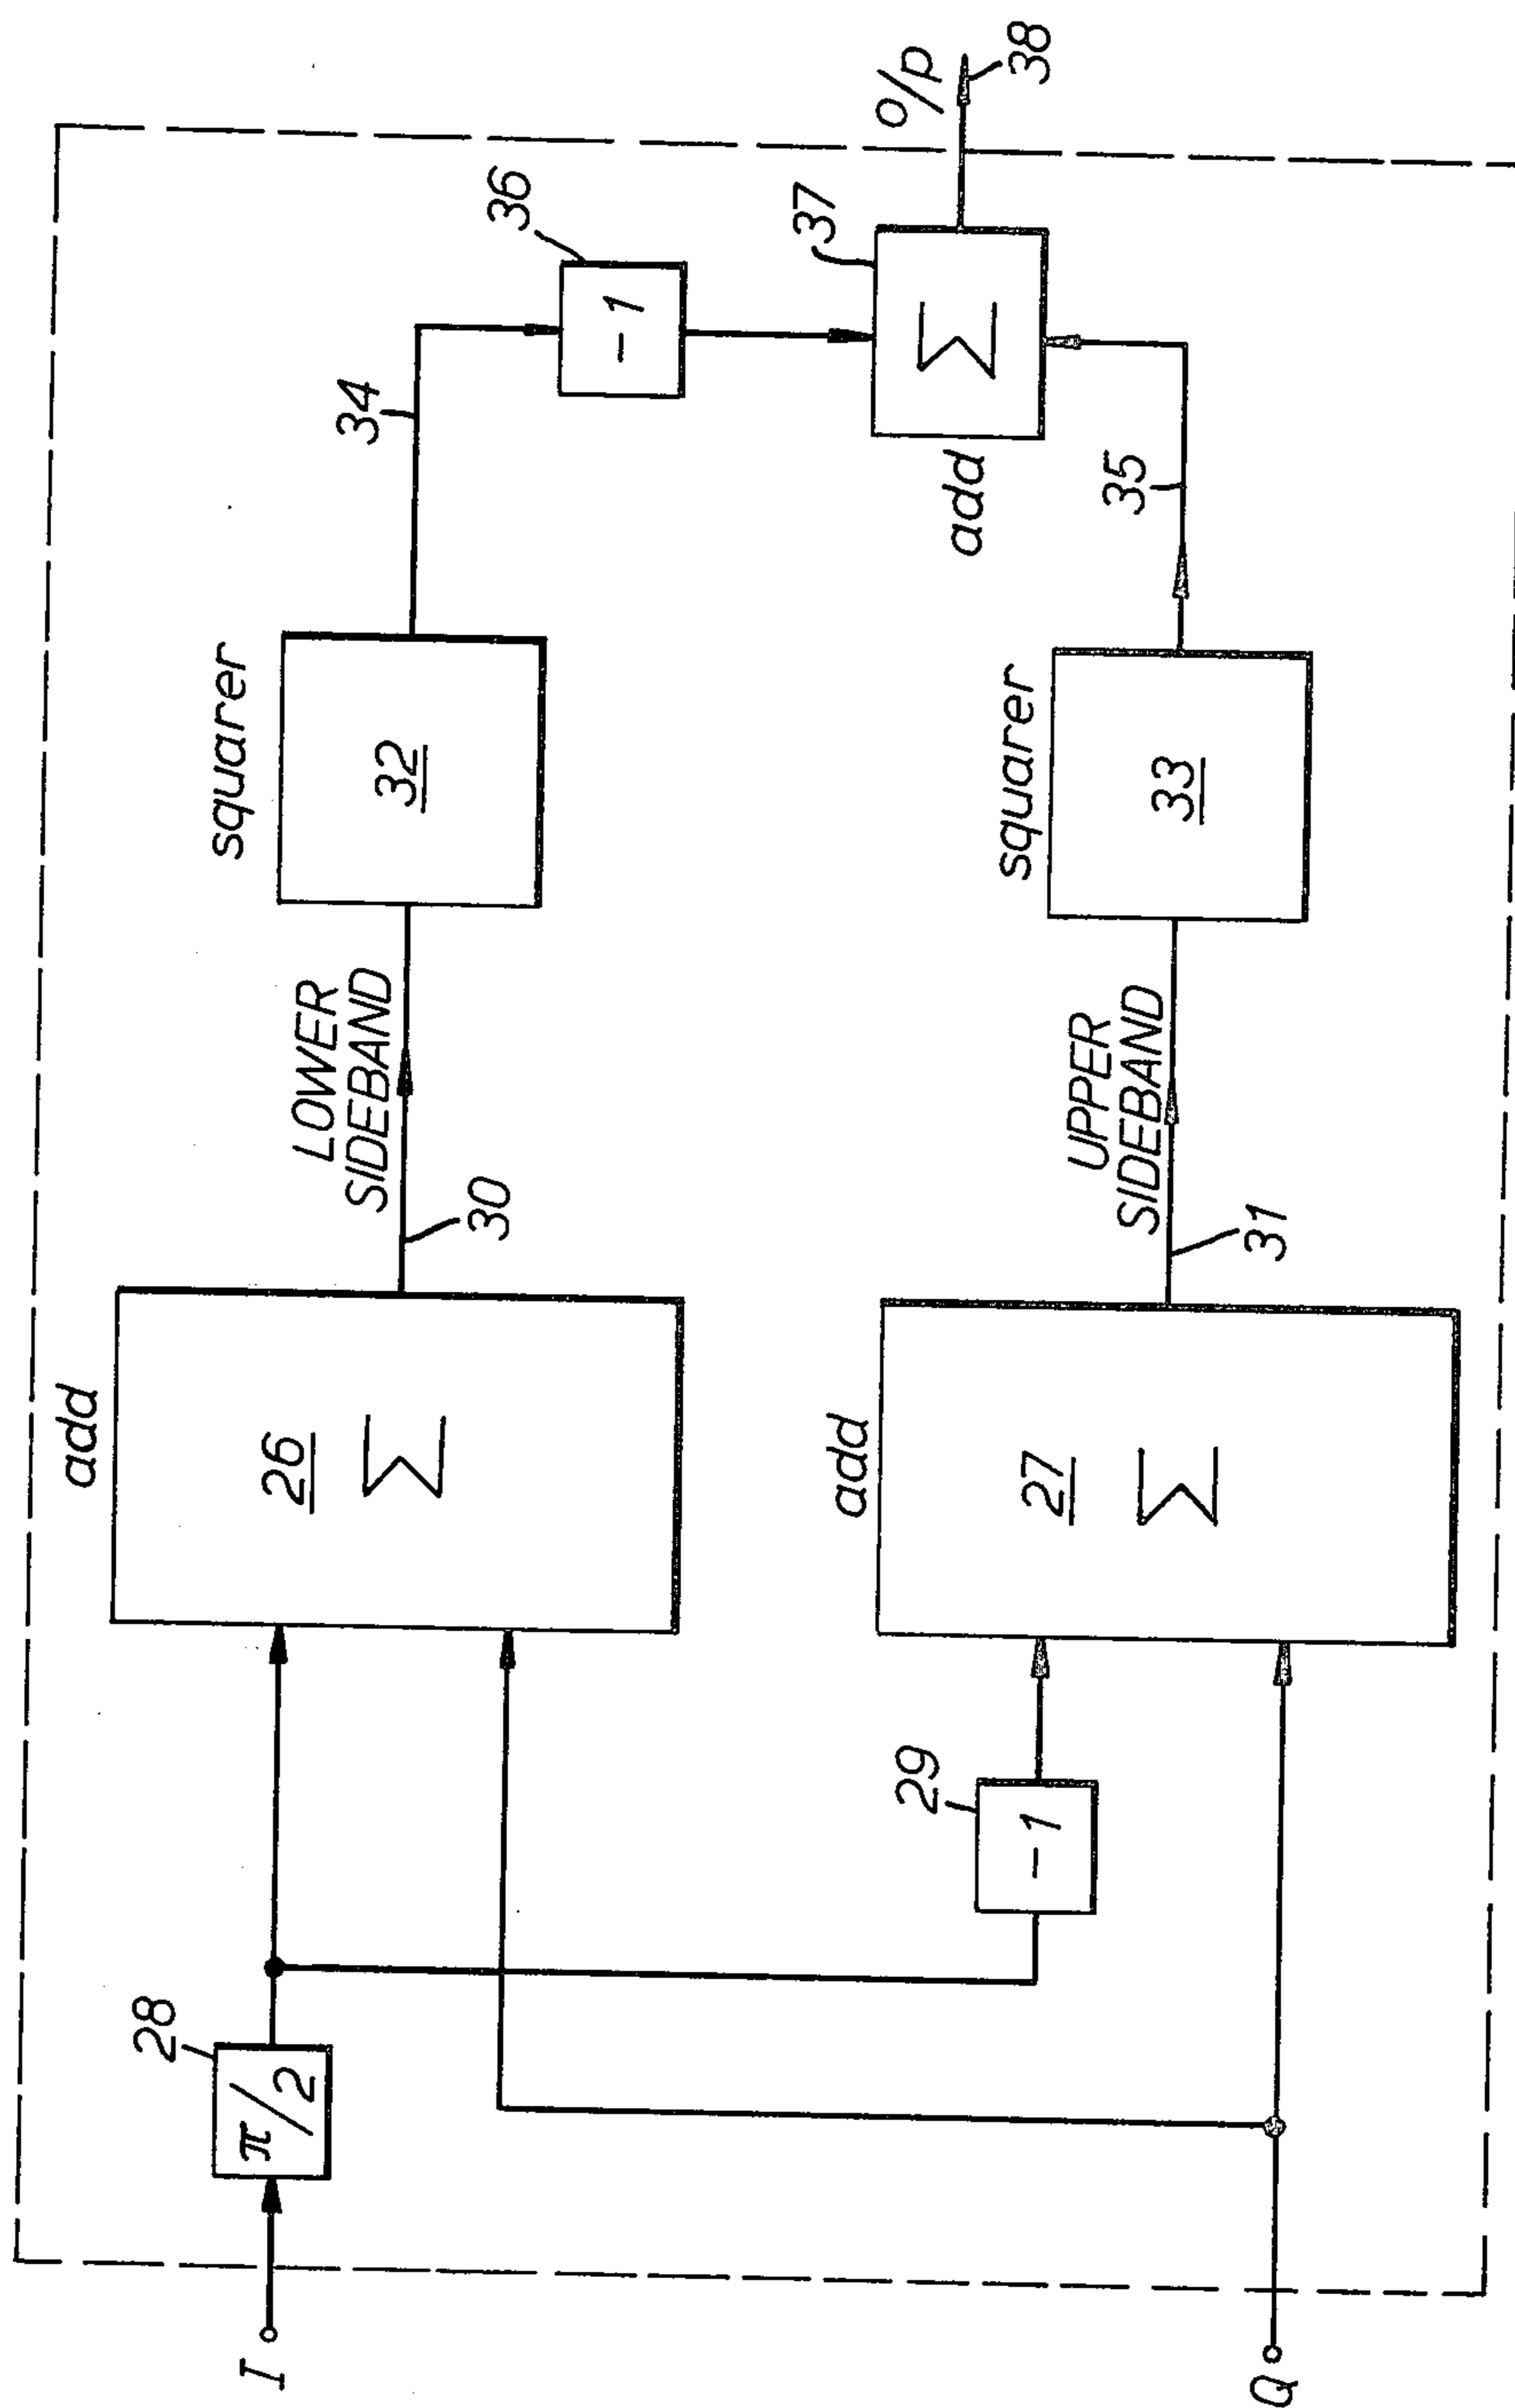 I
π/2
28
add
26
Σ
30
LOWER
SIDEBAND
squarer
32
34
36
-1
37
Σ
add
O/P
38
Q
29
-1
add
27
Σ
31
UPPER
SIDEBAND
squarer
33
35